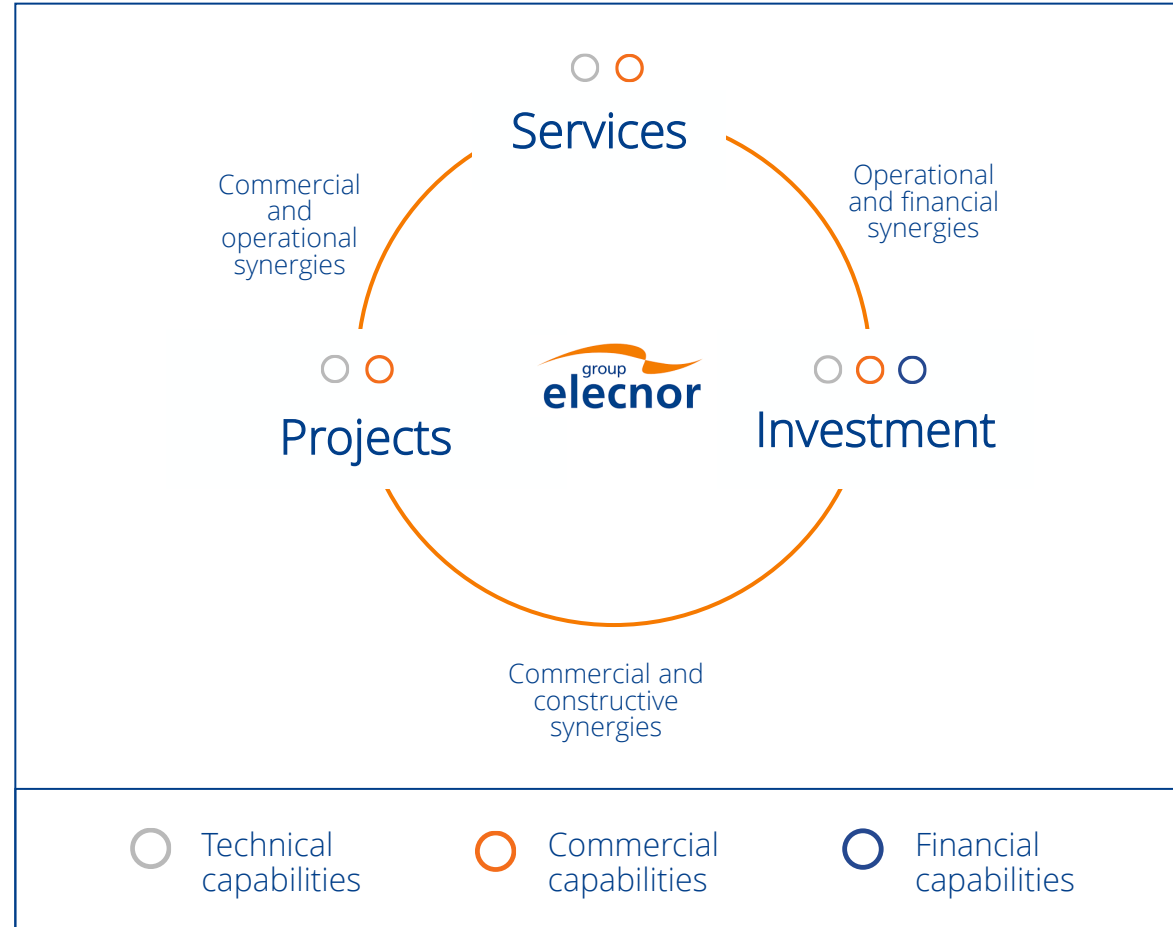 Services
Commercial
and
operational
synergies
Operational
and financial
synergies
group
elecnor
Projects
Investment
Commercial and
constructive
synergies
Technical
capabilities
Commercial
capabilities
Financial
capabilities